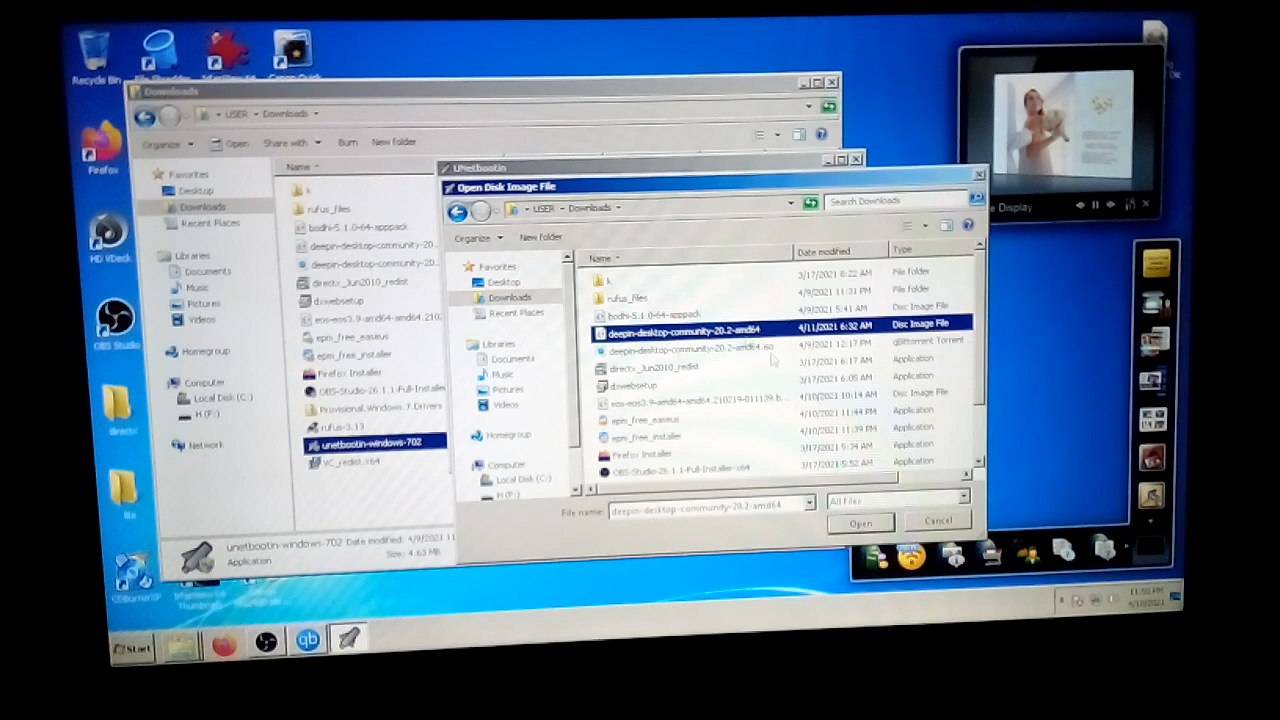 Recycle Bin
Downloads
USER
Downloads
Organize
Open
Share with
Burn
New folder
Firefox
HD VDeck
OBS Studio
directx
CDBurnerXP
Favorites
Desktop
Downloads
Recent Places
Libraries
Documents
Music
Pictures
Videos
Homegroup
Computer
Local Disk (C:)
H (F:)
Network
Name
k
rufus_files
bodhi-5.1.0-64-apppack
deepin-desktop-community-20.
deepin-desktop-community-20.2
directx_Jun2010_redist
dxwebsetup
eos-eos3.9-amd64-amd64.210
epm_free_easeus
epm_free_installer
Firefox Installer
OBS-Studio-26.1.1-Full-Installer
Provisional.Windows.7.Drivers
rufus-3.13
unetbootin-windows-702
VC_redist.x64
unetbootin-windows-702 Date modified: 4/9/2021 11
Application
Size: 4.63 MB
UNetbootin
Open Disk Image File
USER
Downloads
Search Downloads
Organize
New folder
Favorites
Desktop
Downloads
Recent Places
Libraries
Documents
Music
Pictures
Videos
Homegroup
Computer
Local Disk (C:)
H (F:)
Name Date modified Type
k 3/17/2021 8:22 AM File folder
rufus_files 4/9/2021 11:31 PM File folder
bodhi-5.1.0-64-apppack 4/9/2021 5:41 AM Disc Image File
deepin-desktop-community-20.2-amd64 4/11/2021 6:32 AM Disc Image File
deepin-desktop-community-20.2-amd64.iso 4/9/2021 12:17 PM qBittorrent Torrent...
directx_Jun2010_redist 3/17/2021 6:17 AM Application
dxwebsetup 3/17/2021 6:05 AM Application
eos-eos3.9-amd64-amd64.210219-011139.b... 4/10/2021 10:14 AM Disc Image File
epm_free_easeus 4/10/2021 11:44 PM Application
epm_free_installer 4/10/2021 11:39 PM Application
Firefox Installer 3/17/2021 5:34 AM Application
OBS-Studio-26.1.1-Full-Installer-x64 3/17/2021 5:52 AM Application
File name: deepin-desktop-community-20.2-amd64
All Files
Open
Cancel
e Display
Start
qb
11:50 PM
4/10/2021